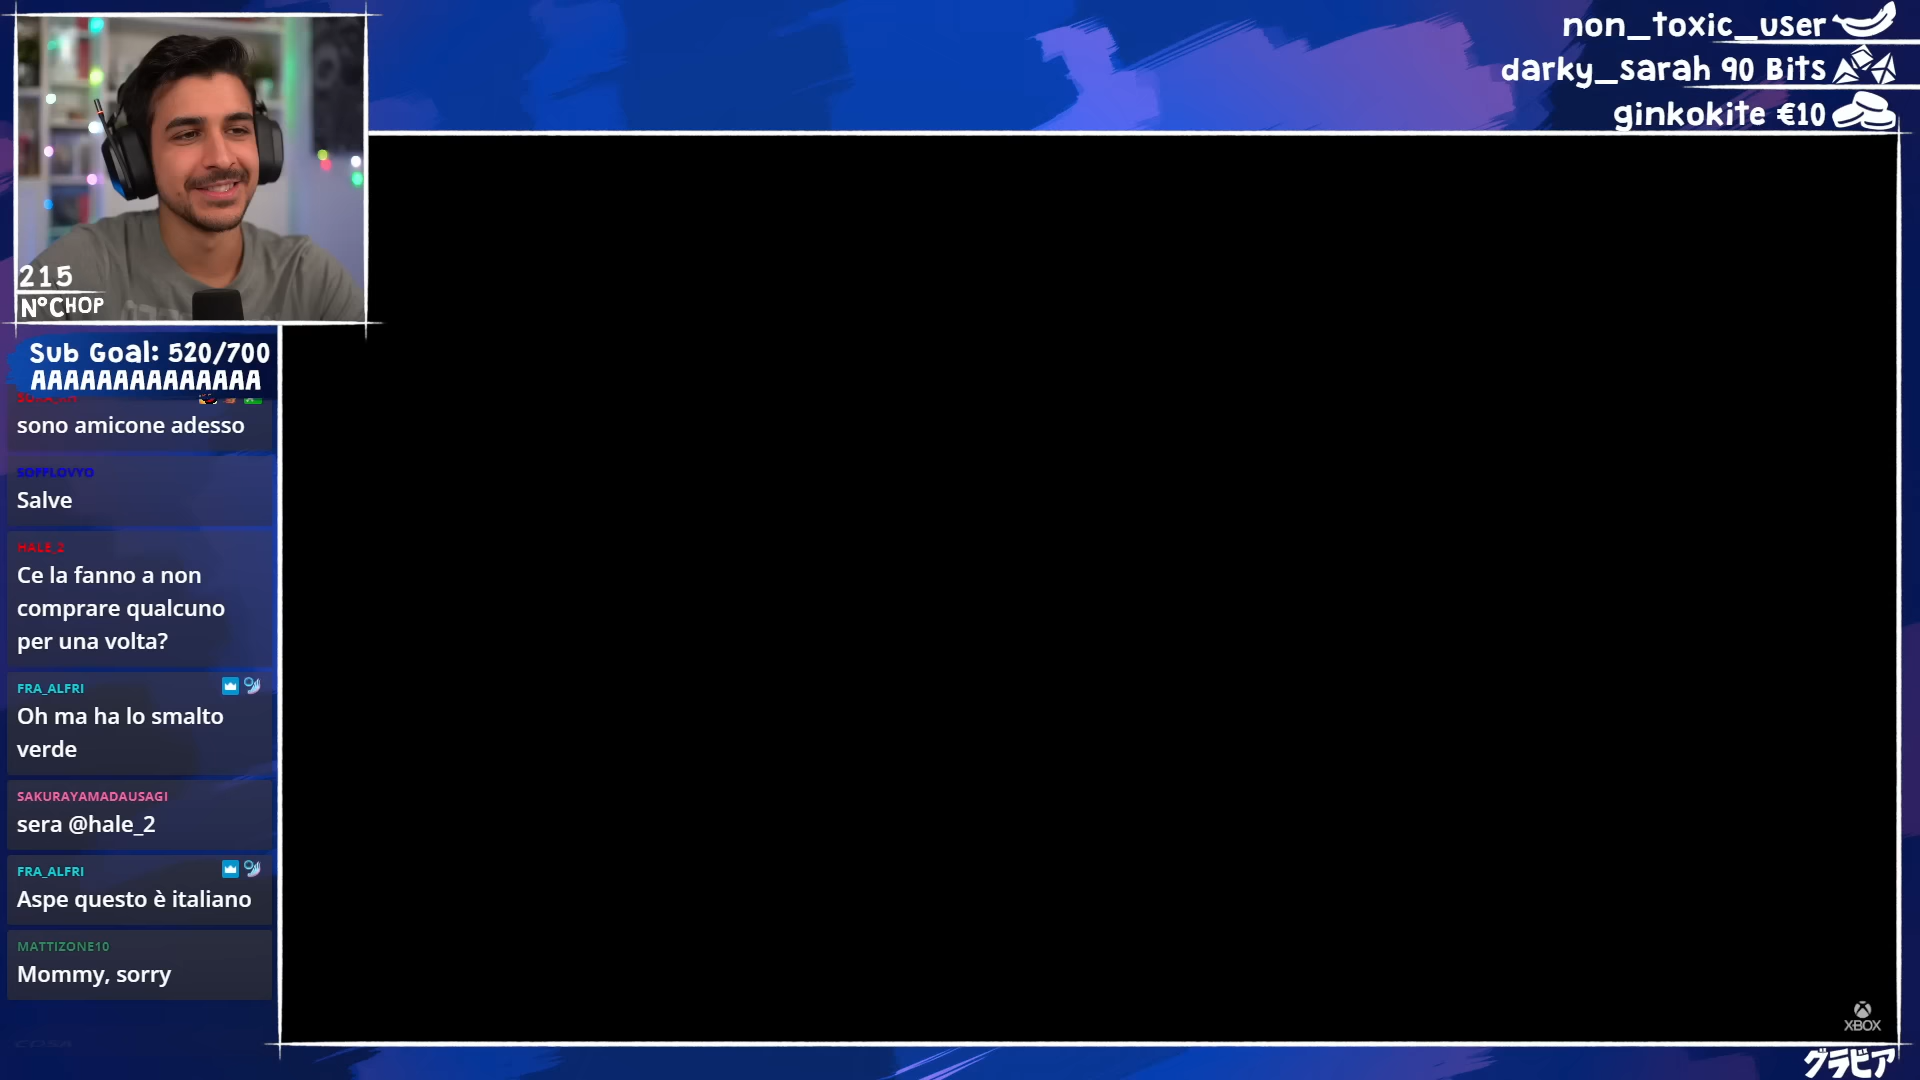 non_toxic_user
darky_sarah 90 Bits
ginkokite €10
215
N°CHOP
Sub Goal: 520/700
AAAAAAAAAAAAAA
sono amicone adesso
SOFFLOVYO
Salve
HALE_2
Ce la fanno a non
comprare qualcuno
per una volta?
FRA_ALFRI
Oh ma ha lo smalto
verde
SAKURAYAMADAUSAGI
sera @hale_2
FRA_ALFRI
Aspe questo è italiano
MATTIZONE10
Mommy, sorry
XBOX
グラビア